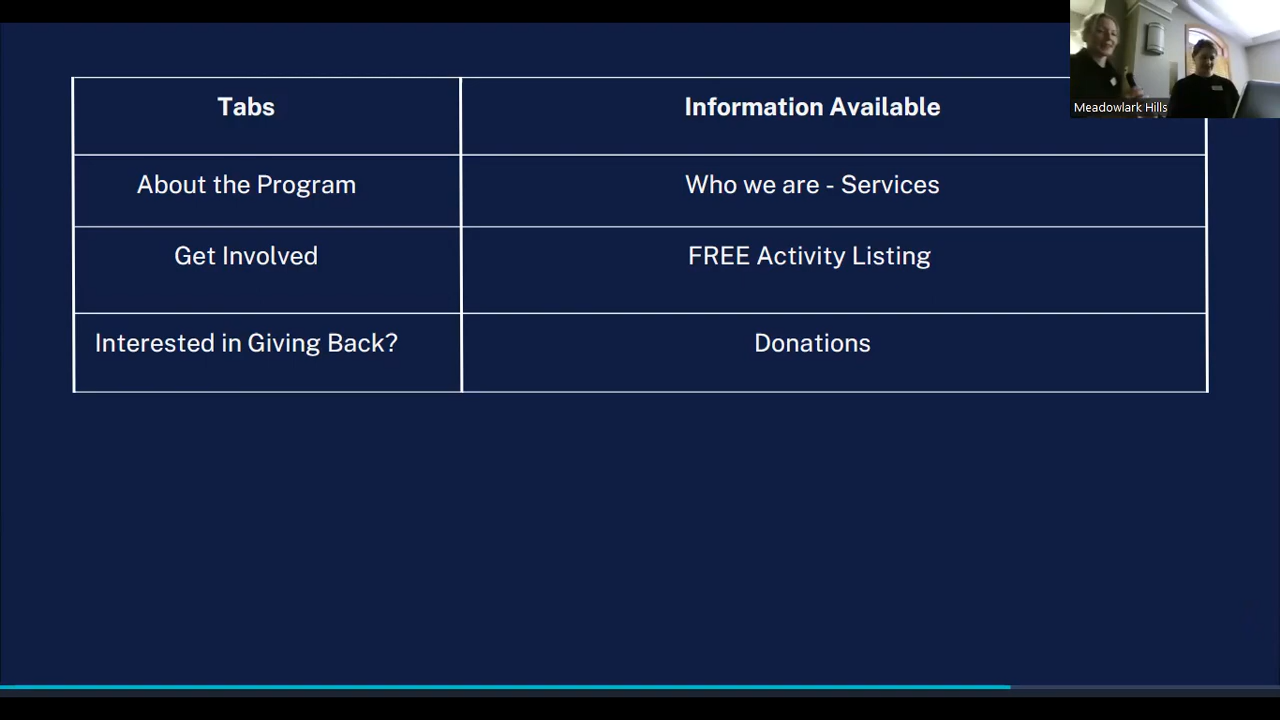 Tabs
Information Available
Meadowlark Hills
About the Program
Who we are - Services
Get Involved
FREE Activity Listing
Interested in Giving Back?
Donations